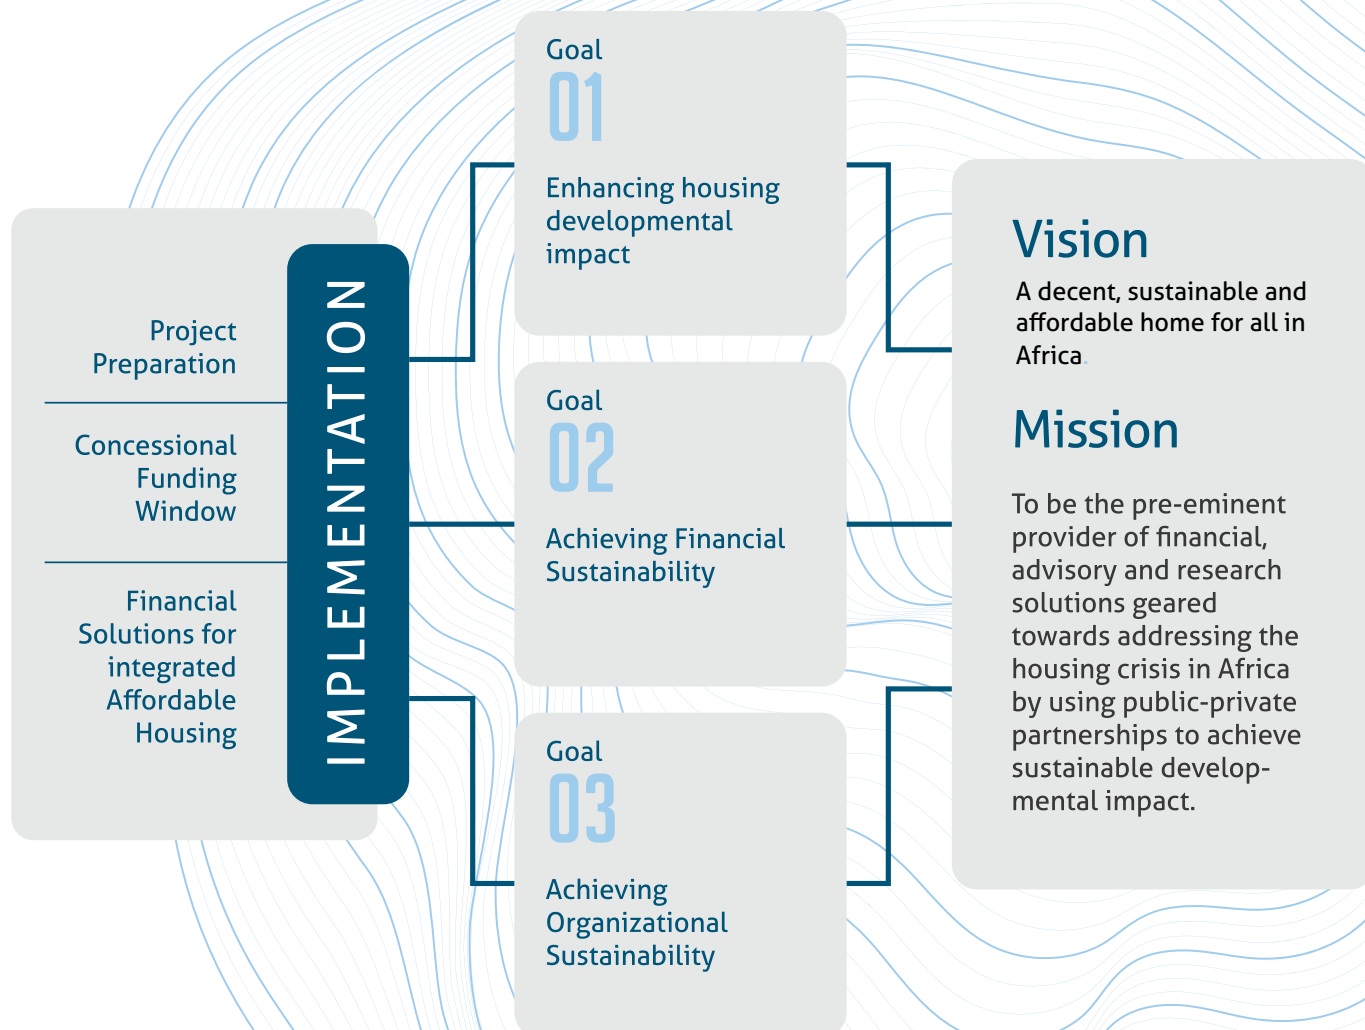 Project
Preparation
Concessional
Funding
Window
Financial
Solutions for
integrated
Affordable
Housing
IMPLEMENTATION
Goal
01
Enhancing housing
developmental
impact
Goal
02
Achieving Financial
Sustainability
Goal
03
Achieving
Organizational
Sustainability
Vision
A decent, sustainable and
affordable home for all in
Africa.
Mission
To be the pre-eminent
provider of financial,
advisory and research
solutions geared
towards addressing the
housing crisis in Africa
by using public-private
partnerships to achieve
sustainable develop-
mental impact.